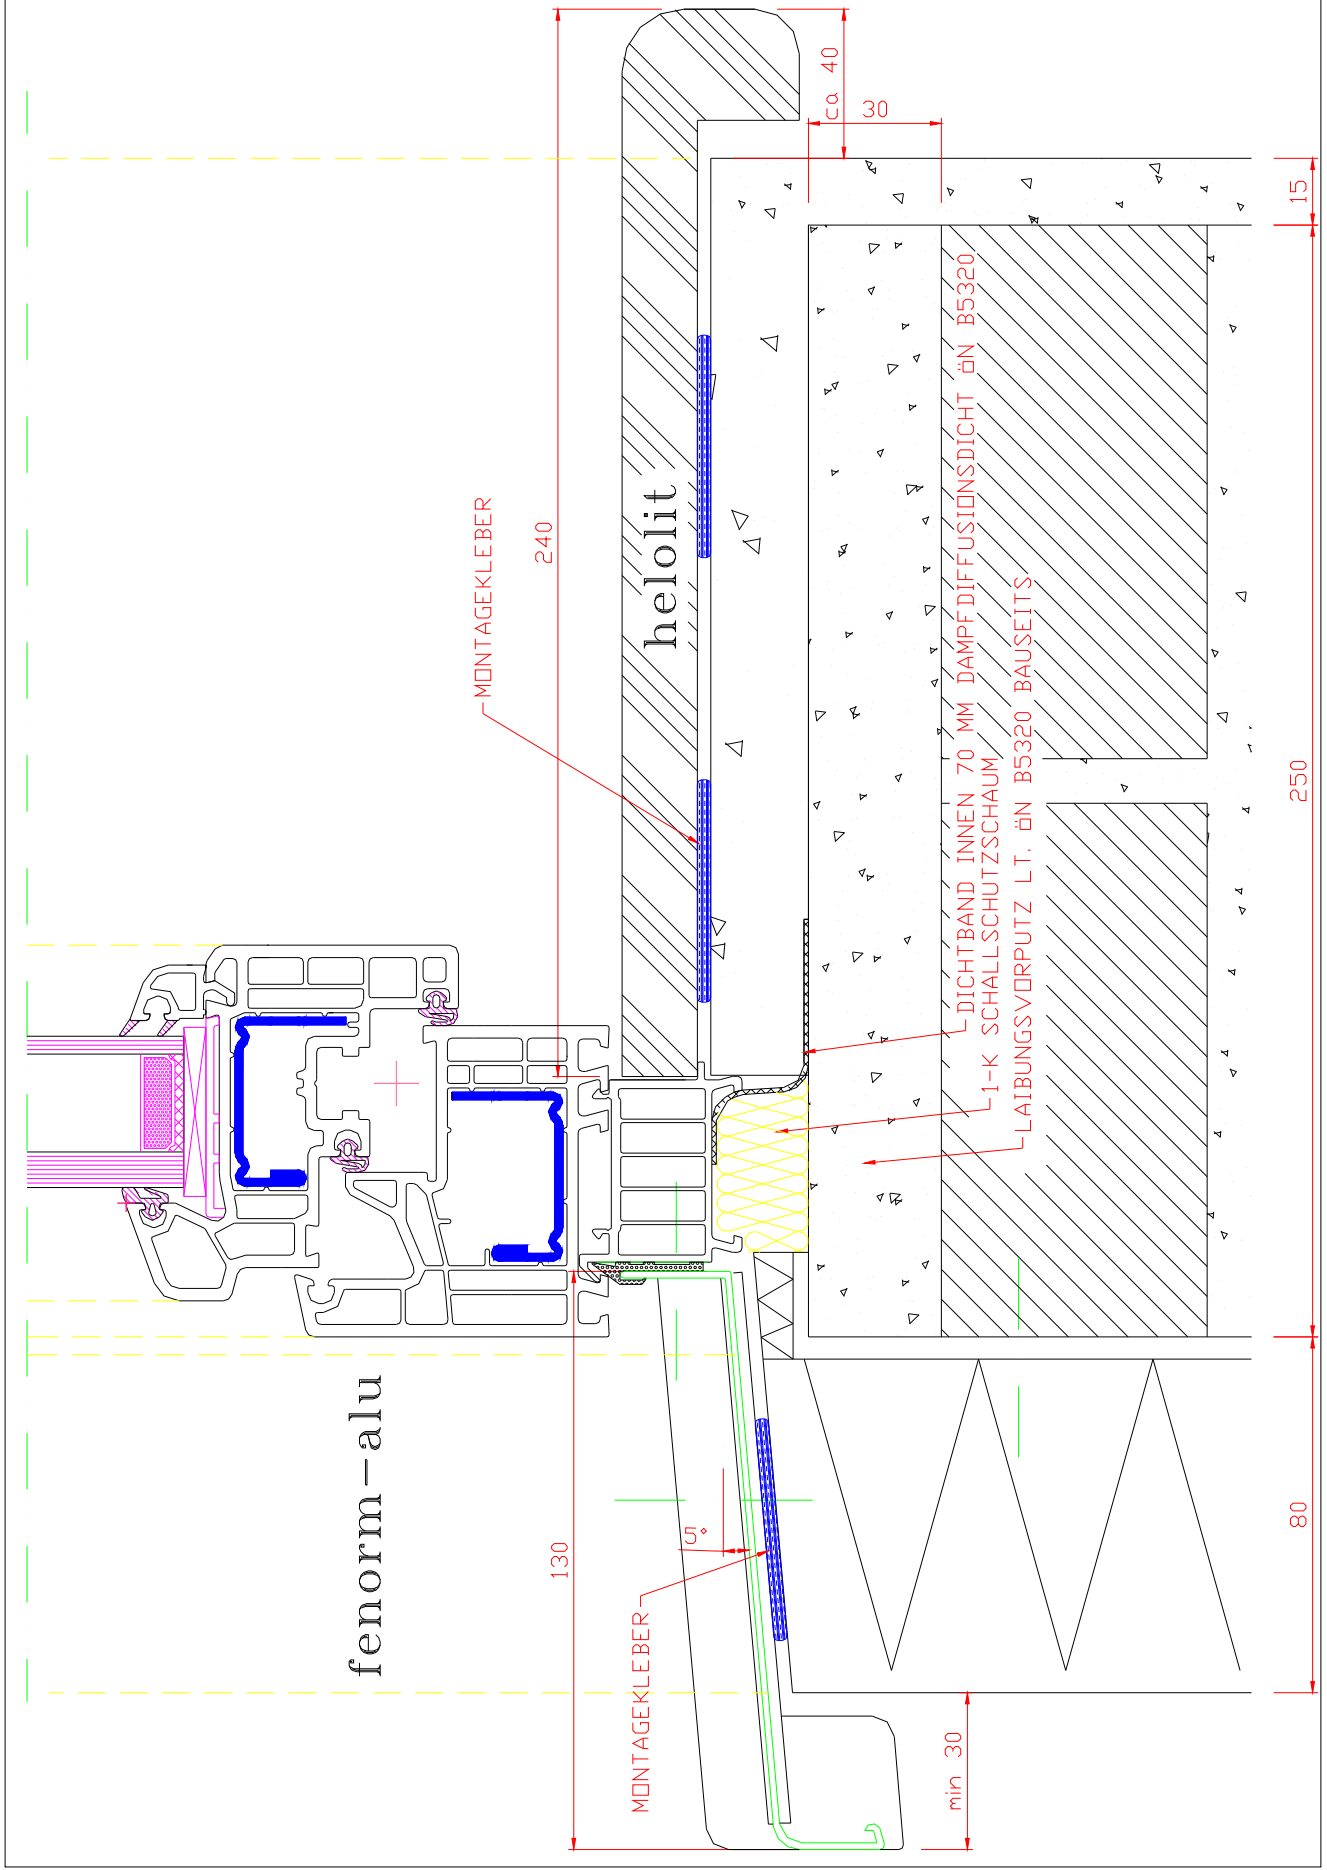 MONTAGEKLEBER
240
helolit
ca 40
30
15
DICHTBAND INNEN 70 MM DAMPFDIFFUSIONSDICHT ÖN B5320
1-K SCHALLSCHUTZSCHAUM
LAIBUNGSVORPUTZ LT. ÖN B5320 BAUSEITS
250
fenorm-alu
130
5°
MONTAGEKLEBER
min 30
80